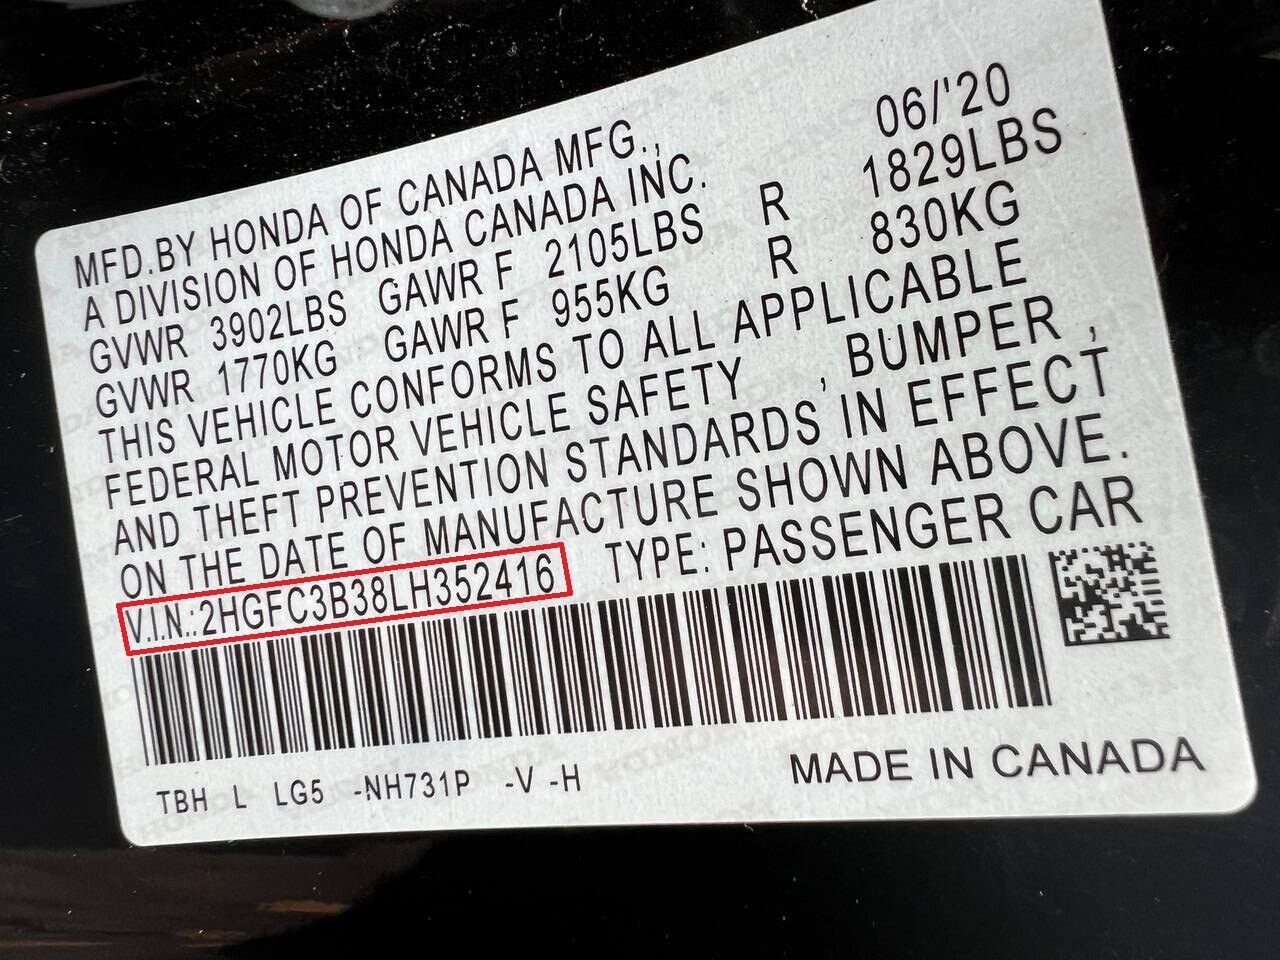 06/'20
MFD.BY HONDA OF CANADA MFG.,
A DIVISION OF HONDA CANADA INC.
GVWR 3902LBS GAWR F 2105LBS R 1829LBS
GVWR 1770KG GAWR F 955KG R 830KG
THIS VEHICLE CONFORMS TO ALL APPLICABLE
FEDERAL MOTOR VEHICLE SAFETY , BUMPER ,
AND THEFT PREVENTION STANDARDS IN EFFECT
ON THE DATE OF MANUFACTURE SHOWN ABOVE.
V.I.N.:2HGFC3B38LH352416 TYPE: PASSENGER CAR
TBH L LG5 -NH731P -V -H MADE IN CANADA